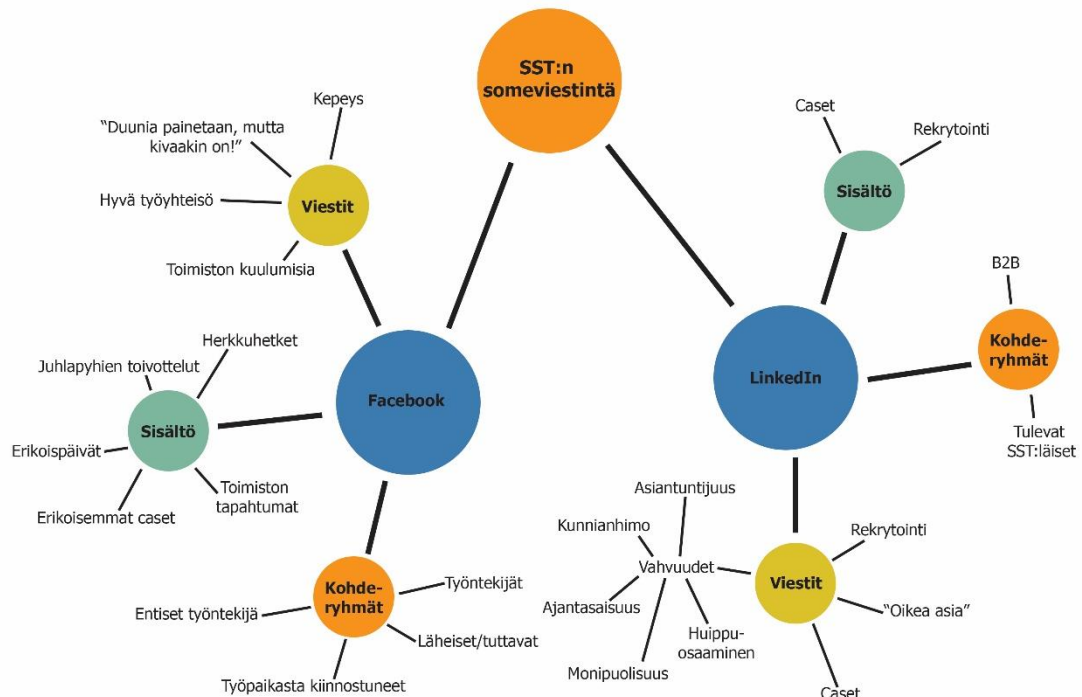 SST:n
someviestintä
Kepeys
"Duunia painetaan, mutta
kivaakin on!"
Hyvä työyhteisö
Viestit
Toimiston kuulumisia
Herkkuhetket
Juhlapyhien toivottelut
Sisältö
Erikoispäivät
Toimiston
tapahtumat
Erikoisemmat caset
Facebook
Kohde-
ryhmät
Työntekijät
Entiset työntekijä
Läheiset/tuttavat
Työpaikasta kiinnostuneet
Caset
Rekrytointi
Sisältö
B2B
Kohde-
ryhmät
Tulevat
SST:läiset
LinkedIn
Asiantuntijuus
Kunnianhimo
Vahvuudet
Ajantasaisuus
Huippu-
osaaminen
Monipuolisuus
Viestit
Rekrytointi
"Oikea asia"
Caset